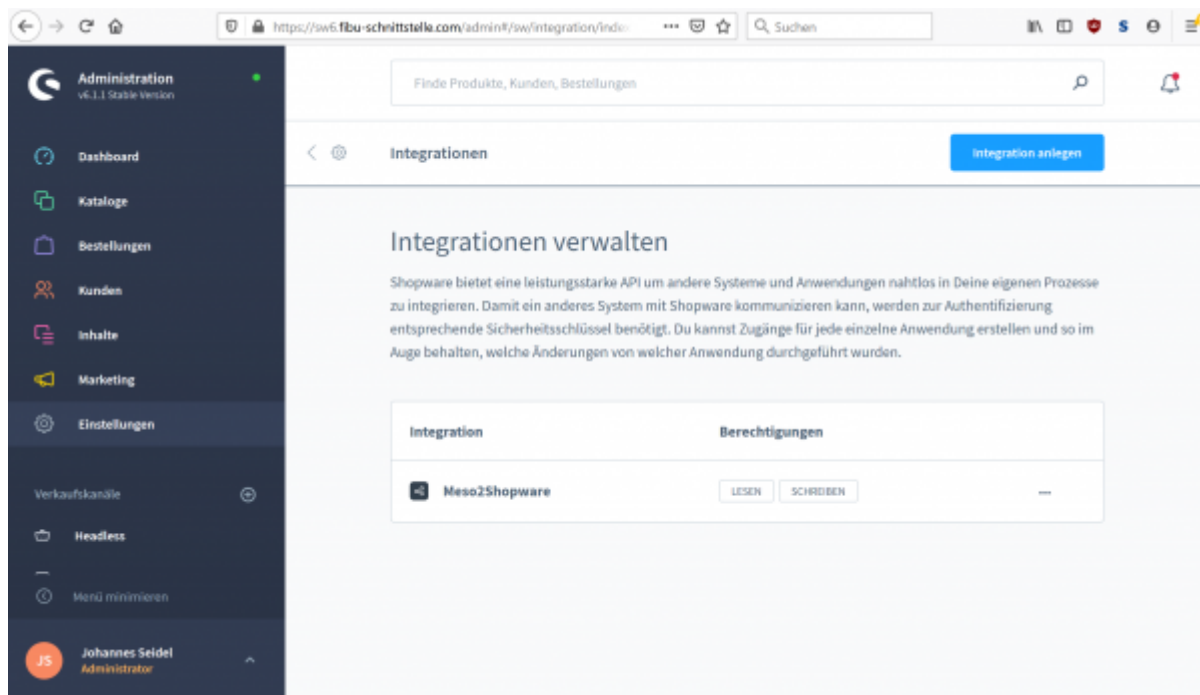 https://sw6.fibu-schnittstelle.com/admin#/sw/integration/inde
Suchen
Administration
v6.1.1 Stable Version
Finde Produkte, Kunden, Bestellungen
Dashboard
Kataloge
Bestellungen
Kunden
Inhalte
Marketing
Einstellungen
Verkaufskanäle
Headless
Menü minimieren
JS
Johannes Seidel
Administrator
Integrationen
Integration anlegen
Integrationen verwalten
Shopware bietet eine leistungsstarke API um andere Systeme und Anwendungen nahtlos in Deine eigenen Prozesse
zu integrieren. Damit ein anderes System mit Shopware kommunizieren kann, werden zur Authentifizierung
entsprechende Sicherheitsschlüssel benötigt. Du kannst Zugänge für jede einzelne Anwendung erstellen und so im
Auge behalten, welche Änderungen von welcher Anwendung durchgeführt wurden.
Integration Berechtigungen
Meso2Shopware LESEN SCHREIBEN